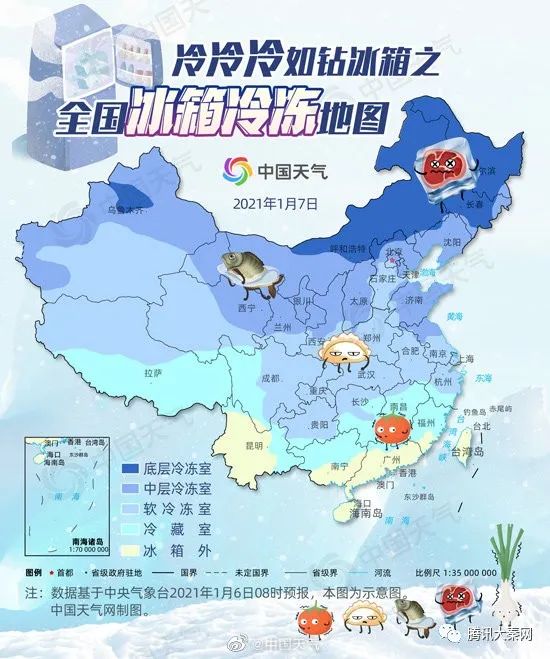 冷冷冷如钻冰箱之
全国冰箱冷冻地图
中国天气
2021年1月7日
尔滨
长春
乌鲁木齐
沈阳
呼和浩特
北京
天津
渤海
石家庄
银川
太原
济南
西宁
黄海
兰州
郑州
西安
合肥
南京
上海
拉萨
成都
武汉
杭州
东海
重庆
长沙
南昌
贵阳
福州
钓鱼岛
赤尾屿
台湾海峡
台北
昆明
台湾岛
南宁
广州
香港
澳门
东沙群岛
海口
海南岛
南海
澳门
香港
台湾岛
海口
海南岛
东沙群岛
南海
南海诸岛
1:70 000 000
底层冷冻室
中层冷冻室
软冷冻室
冷藏室
冰箱外
图例 首都 省级政府驻地 国界 未定国界 省级界 河流 比例尺 1:35 000 000
注:数据基于中央气象台2021年1月6日08时预报,本图为示意图。
中国天气网制图。
@中国天气
腾讯大秦网